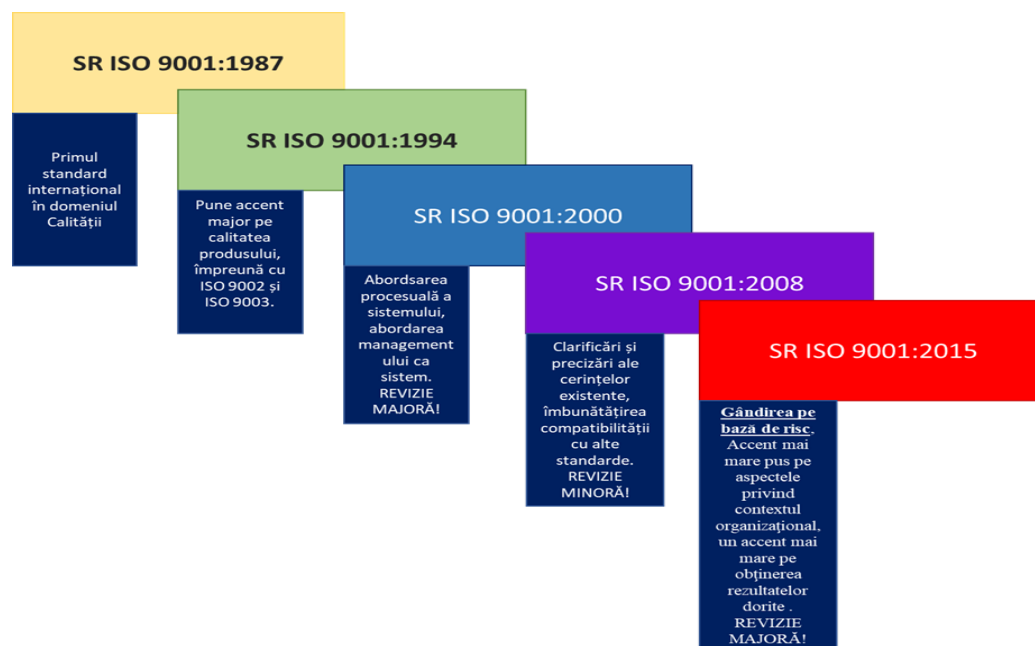 SR ISO 9001:1987
Primul
standard
internațional
în domeniul
Calității
SR ISO 9001:1994
Pune accent
major pe
calitatea
produsului,
împreună cu
ISO 9002 și
ISO 9003.
SR ISO 9001:2000
Abordsarea
procesuală a
sistemului,
abordarea
management
ului ca
sistem.
REVIZIE
MAJORĂ!
SR ISO 9001:2008
Clarificări și
precizări ale
cerințelor
existente,
îmbunătățirea
compatibilității
cu alte
standarde.
REVIZIE
MINORĂ!
SR ISO 9001:2015
Gândirea pe
bază de risc.
Accent mai
mare pus pe
aspectele
privind
contextul
organizațional,
un accent mai
mare pe
obținerea
rezultatelor
dorite .
REVIZIE
MAJORĂ!